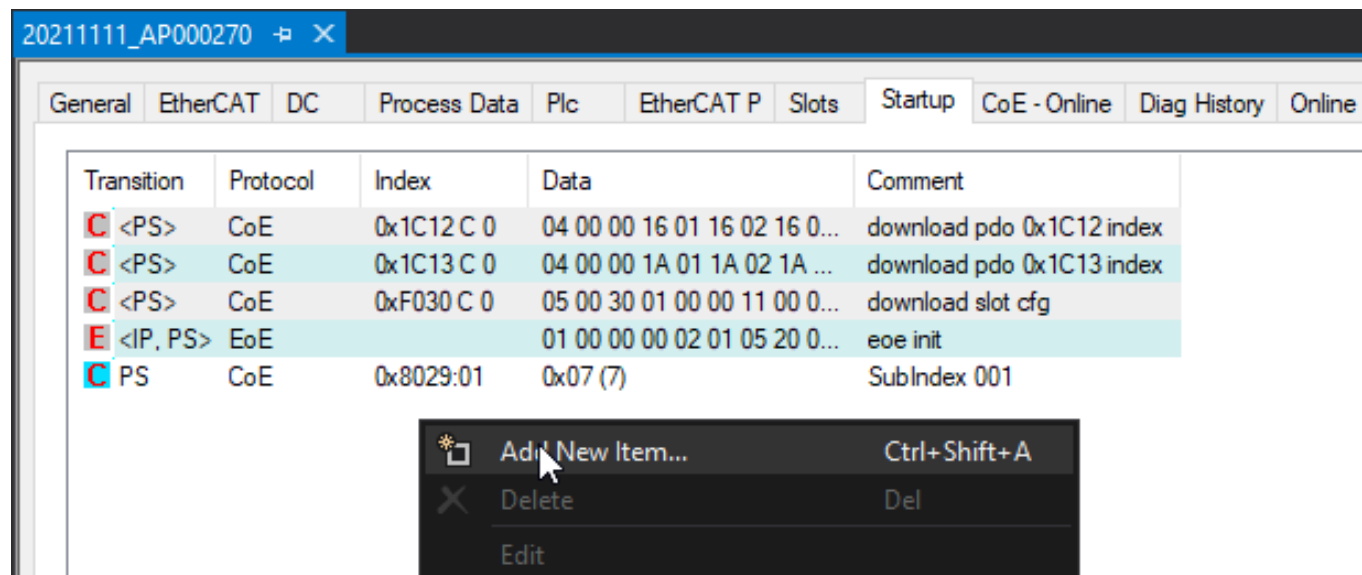 20211111_AP000270
General EtherCAT DC Process Data Plc EtherCAT P Slots Startup CoE - Online Diag History Online
Transition Protocol Index Data Comment
C <PS> CoE 0x1C12 C 0 04 00 00 16 01 16 02 16 0... download pdo 0x1C12 index
C <PS> CoE 0x1C13 C 0 04 00 00 1A 01 1A 02 1A ... download pdo 0x1C13 index
C <PS> CoE 0xF030 C 0 05 00 30 01 00 00 11 00 0... download slot cfg
E <IP, PS> EoE 01 00 00 00 02 01 05 20 0... eoe init
C PS CoE 0x8029:01 0x07 (7) SubIndex 001
Add New Item... Ctrl+Shift+A
Delete Del
Edit